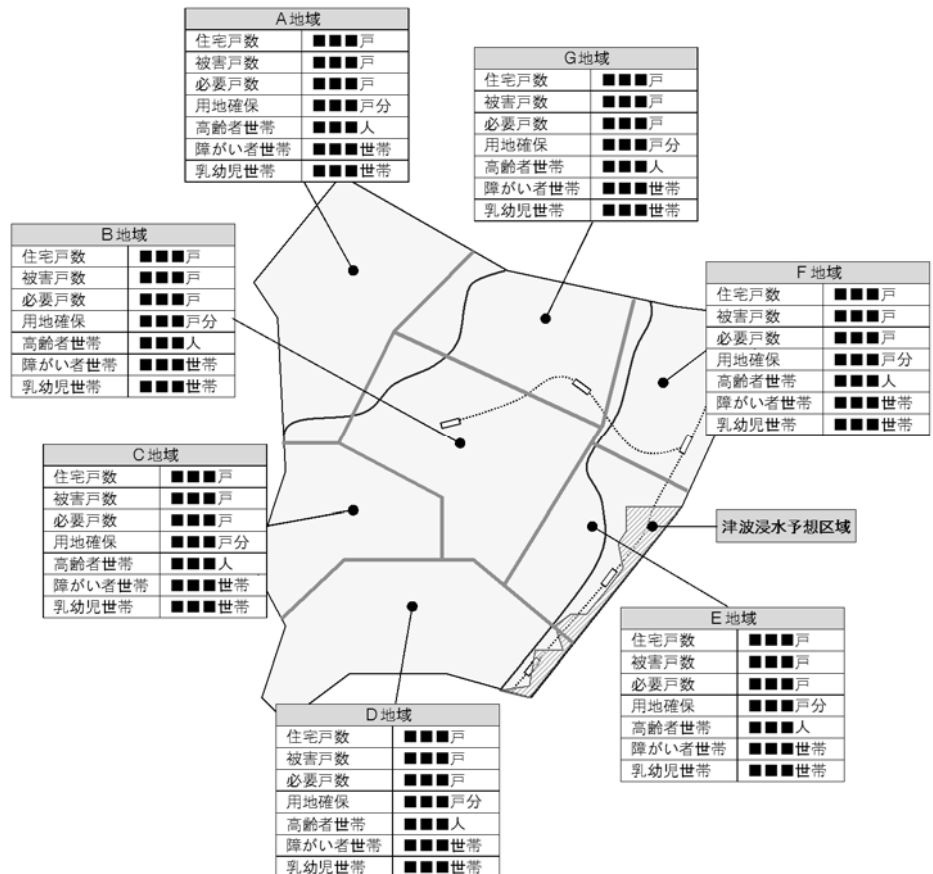 A地域
住宅戸数 ■■■戸
被害戸数 ■■■戸
必要戸数 ■■■戸
用地確保 ■■■戸分
高齢者世帯 ■■■人
障がい者世帯 ■■■世帯
乳幼児世帯 ■■■世帯
G地域
住宅戸数 ■■■戸
被害戸数 ■■■戸
必要戸数 ■■■戸
用地確保 ■■■戸分
高齢者世帯 ■■■人
障がい者世帯 ■■■世帯
乳幼児世帯 ■■■世帯
B地域
住宅戸数 ■■■戸
被害戸数 ■■■戸
必要戸数 ■■■戸
用地確保 ■■■戸分
高齢者世帯 ■■■人
障がい者世帯 ■■■世帯
乳幼児世帯 ■■■世帯
F地域
住宅戸数 ■■■戸
被害戸数 ■■■戸
必要戸数 ■■■戸
用地確保 ■■■戸分
高齢者世帯 ■■■人
障がい者世帯 ■■■世帯
乳幼児世帯 ■■■世帯
C地域
住宅戸数 ■■■戸
被害戸数 ■■■戸
必要戸数 ■■■戸
用地確保 ■■■戸分
高齢者世帯 ■■■人
障がい者世帯 ■■■世帯
乳幼児世帯 ■■■世帯
津波浸水予想区域
E地域
住宅戸数 ■■■戸
被害戸数 ■■■戸
必要戸数 ■■■戸
用地確保 ■■■戸分
高齢者世帯 ■■■人
障がい者世帯 ■■■世帯
乳幼児世帯 ■■■世帯
D地域
住宅戸数 ■■■戸
被害戸数 ■■■戸
必要戸数 ■■■戸
用地確保 ■■■戸分
高齢者世帯 ■■■人
障がい者世帯 ■■■世帯
乳幼児世帯 ■■■世帯